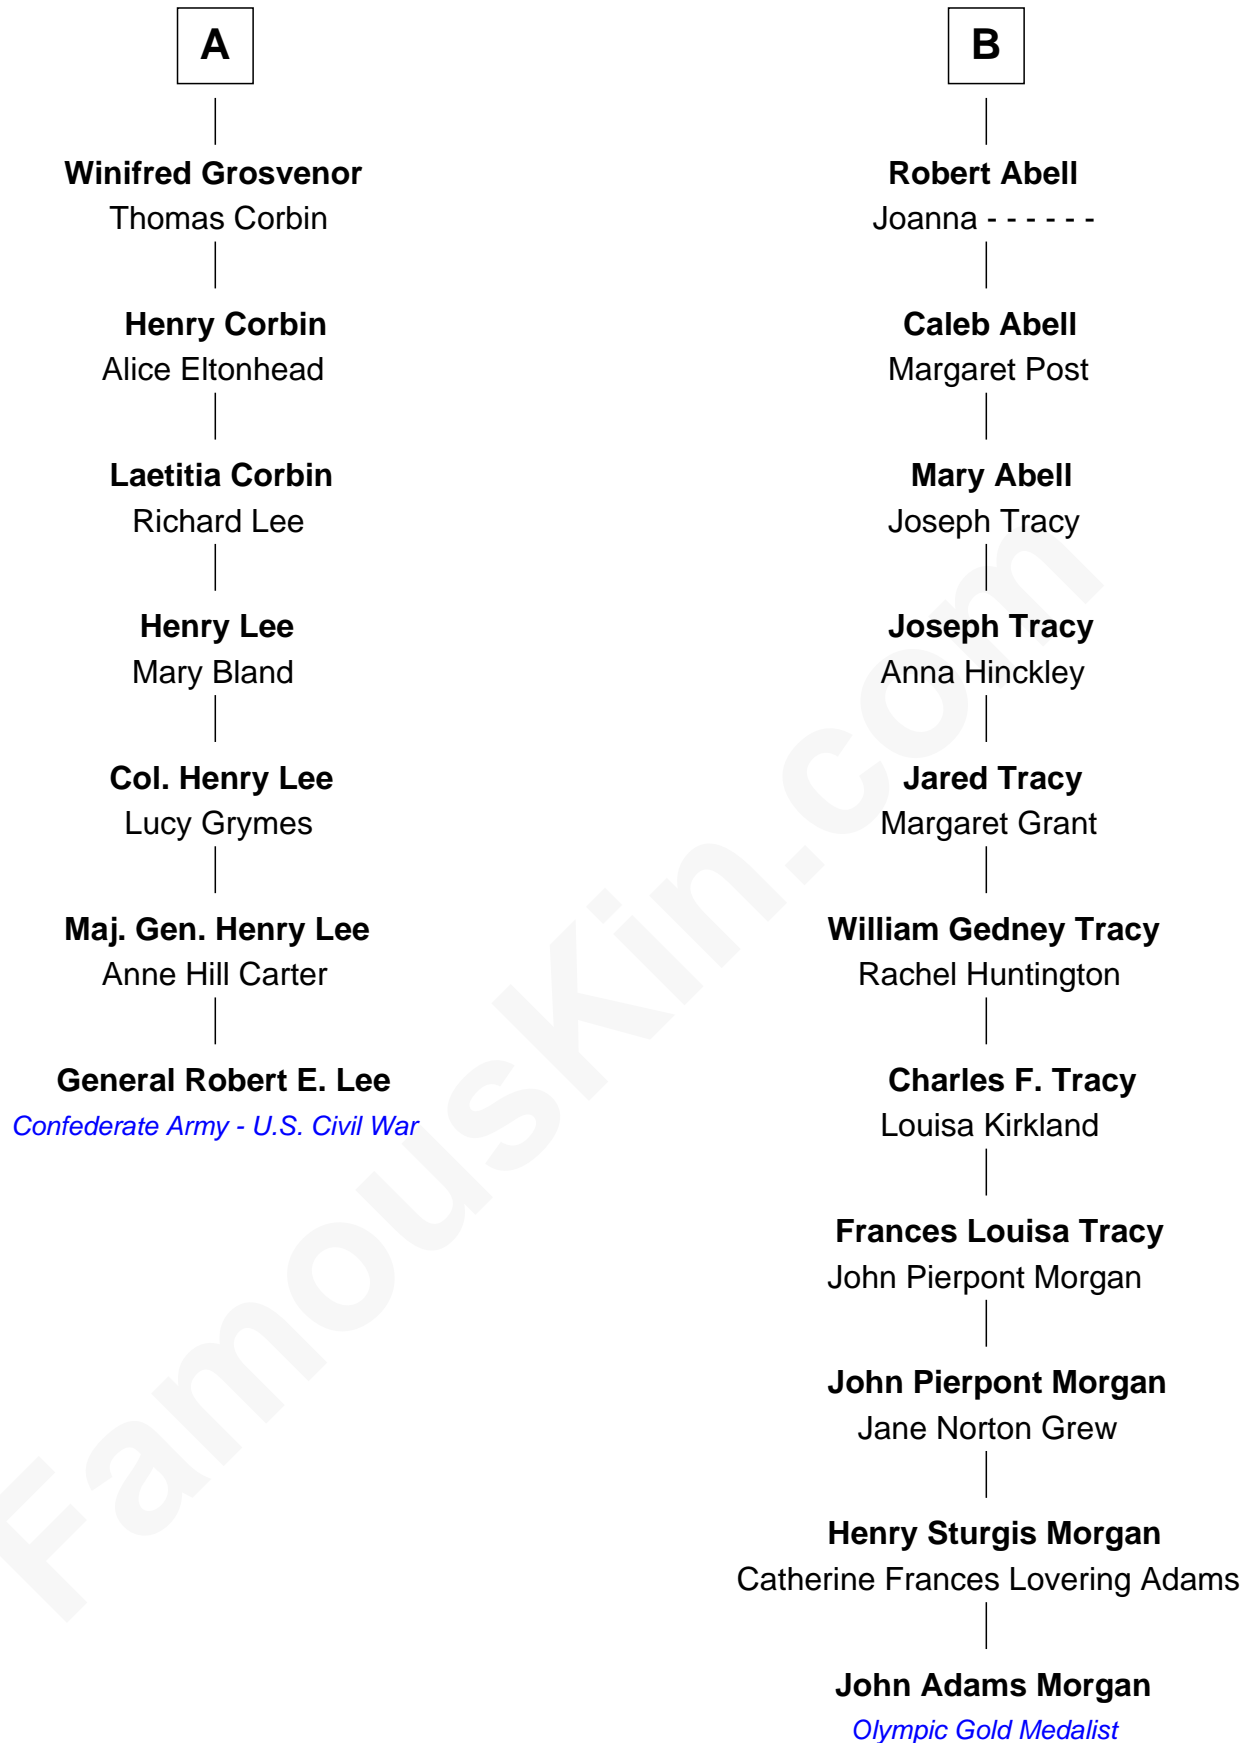 A
Winifred Grosvenor
Thomas Corbin
Henry Corbin
Alice Eltonhead
Laetitia Corbin
Richard Lee
Henry Lee
Mary Bland
Col. Henry Lee
Lucy Grymes
Maj. Gen. Henry Lee
Anne Hill Carter
General Robert E. Lee
Confederate Army - U.S. Civil War
B
Robert Abell
Joanna - - - - - -
Caleb Abell
Margaret Post
Mary Abell
Joseph Tracy
Joseph Tracy
Anna Hinckley
Jared Tracy
Margaret Grant
William Gedney Tracy
Rachel Huntington
Charles F. Tracy
Louisa Kirkland
Frances Louisa Tracy
John Pierpont Morgan
John Pierpont Morgan
Jane Norton Grew
Henry Sturgis Morgan
Catherine Frances Lovering Adams
John Adams Morgan
Olympic Gold Medalist
FamousKin.com